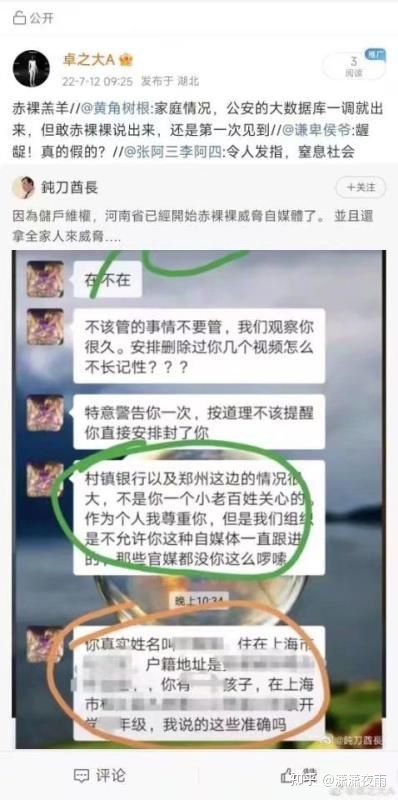 公开
卓之大A
22-7-12 09:25 发布于 湖北
推广
3
阅读
赤裸羔羊//@黄角树根:家庭情况，公安的大数据库一调就出
来，但敢赤裸裸说出来，还是第一次见到//@谦卑侯爷:龌
龊！真的假的？//@张阿三李阿四:令人发指，窒息社会
鈍刀酋長
+关注
因為儲戶維權，河南省已經開始赤裸裸威脅自媒體了。 並且還
拿全家人來威脅....
在不在
不该管的事情不要管，我们观察你
很久。安排删除过你几个视频怎么
不长记性？？？
特意警告你一次，按道理不该提醒
你直接安排封了你
村镇银行以及郑州这边的情况很
大，不是你一个小老百姓关心的。
作为个人我尊重你，但是我们组织
是不允许你这种自媒体一直跟进
的，那些官媒都没你这么啰嗦
晚上10:34
你真实姓名叫 住在上海市
户籍地址是
，，你有 孩子，在上海
市 开
学 年级，我说的这些准确吗
@鈍刀酋長
评论
知乎 @潇潇夜雨
@卓之大A